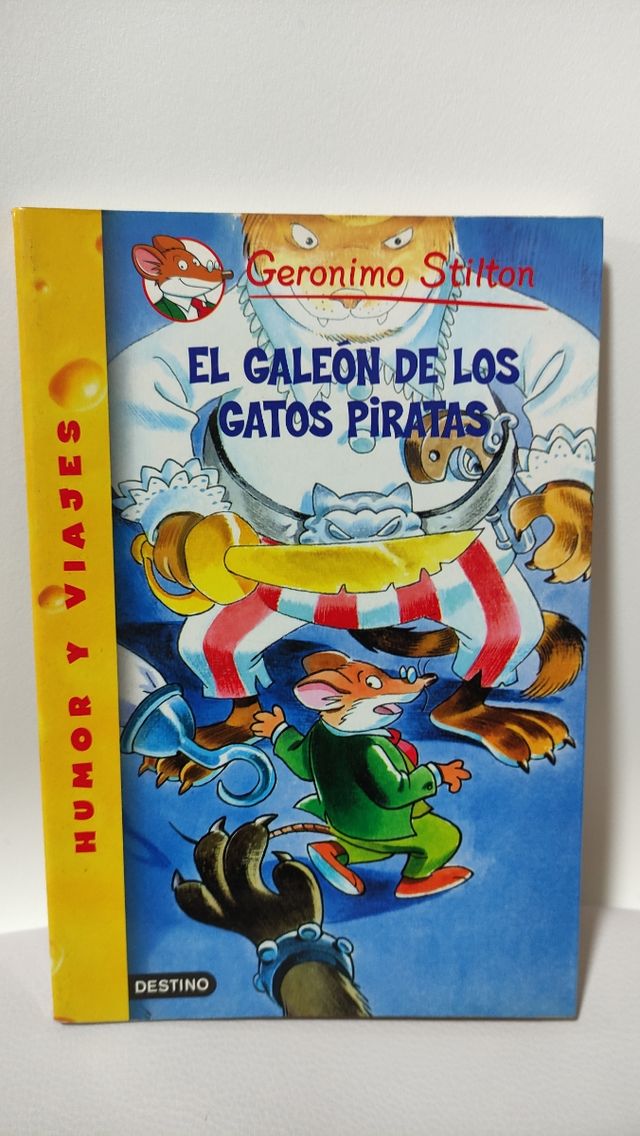 Geronimo Stilton
EL GALEÓN DE LOS
GATOS PiRATAS
HUMOR Y VIAJES
DESTINO